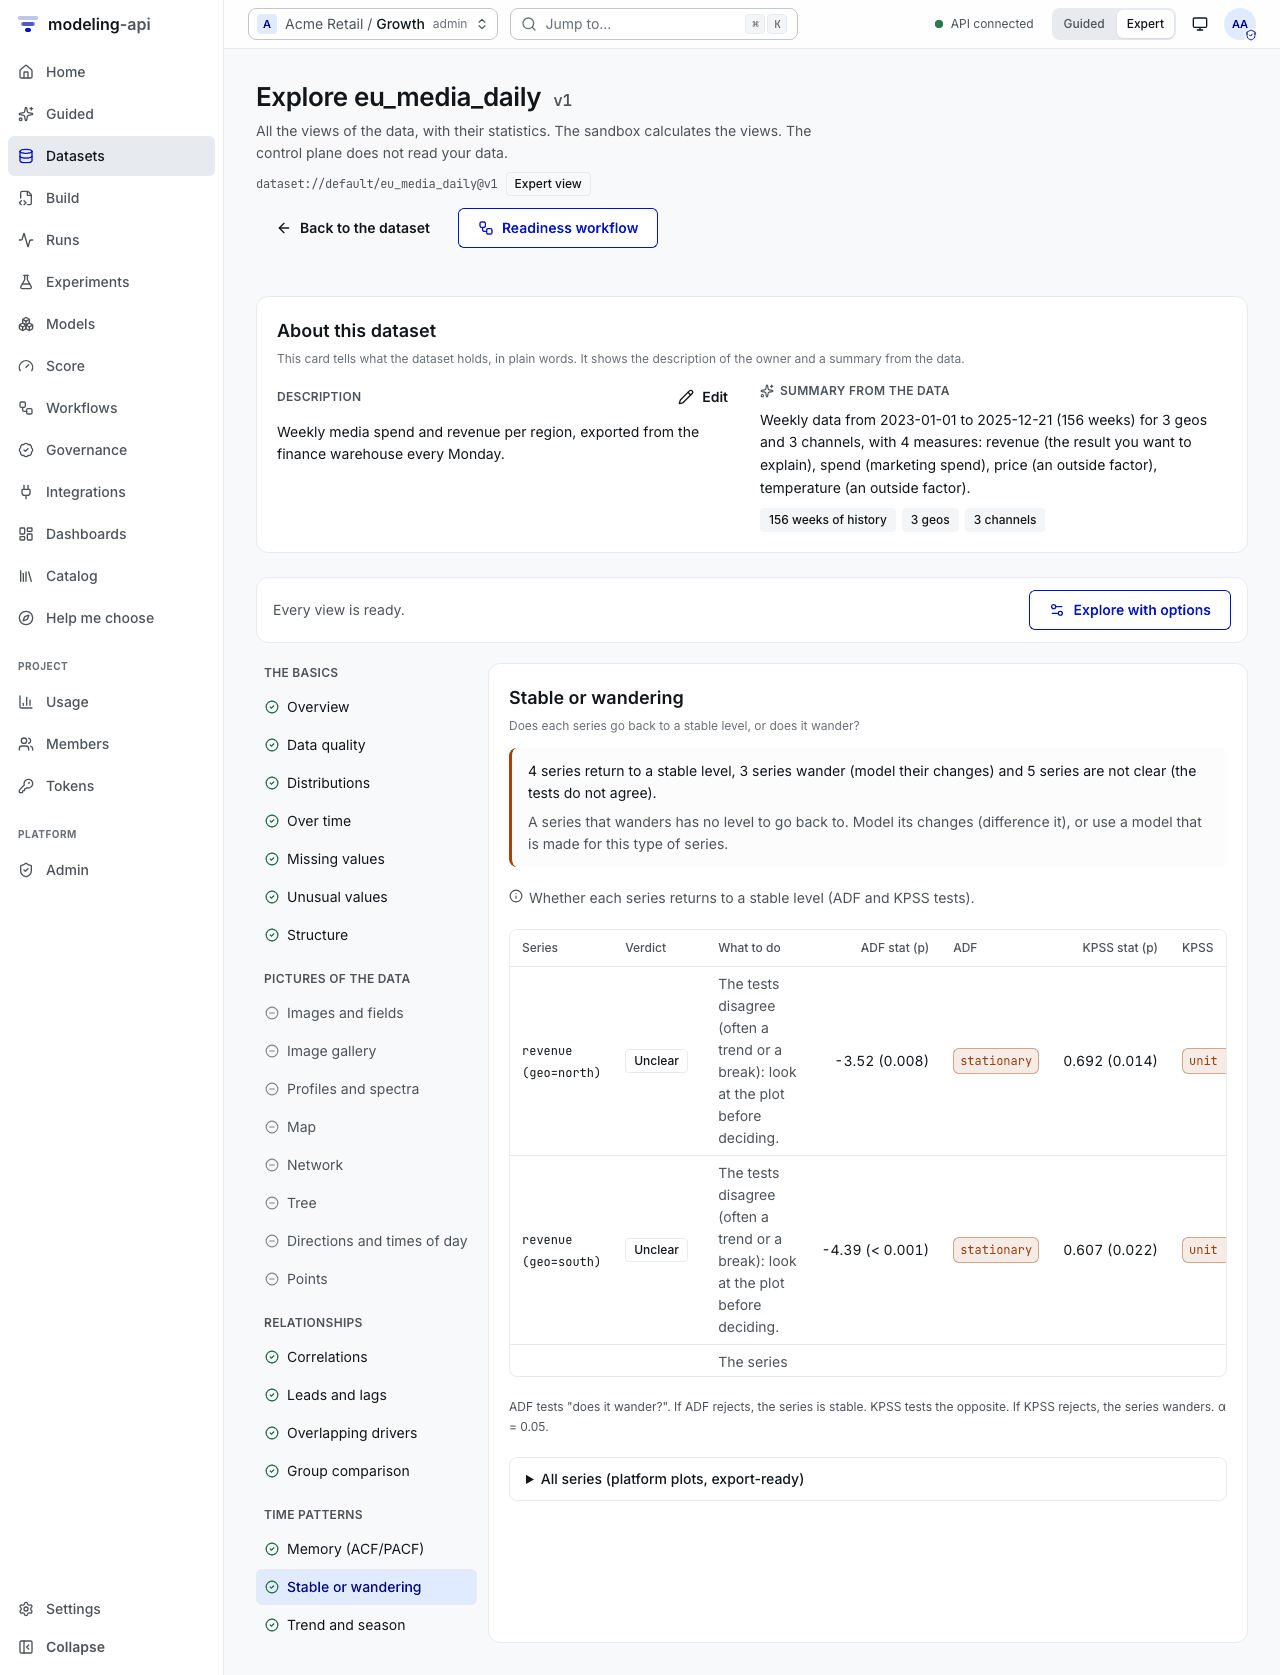 modeling-api
Home
Guided
Datasets
Build
Runs
Experiments
Models
Score
Workflows
Governance
Integrations
Dashboards
Catalog
Help me choose
PROJECT
Usage
Members
Tokens
PLATFORM
Admin
Settings
Collapse
A Acme Retail / Growth admin
Jump to... ⌘ K
API connected
Guided Expert
AA
Explore eu_media_daily v1
All the views of the data, with their statistics. The sandbox calculates the views. The
control plane does not read your data.
dataset://default/eu_media_daily@v1 Expert view
Back to the dataset
Readiness workflow
About this dataset
This card tells what the dataset holds, in plain words. It shows the description of the owner and a summary from the data.
DESCRIPTION
Edit
Weekly media spend and revenue per region, exported from the
finance warehouse every Monday.
SUMMARY FROM THE DATA
Weekly data from 2023-01-01 to 2025-12-21 (156 weeks) for 3 geos
and 3 channels, with 4 measures: revenue (the result you want to
explain), spend (marketing spend), price (an outside factor),
temperature (an outside factor).
156 weeks of history 3 geos 3 channels
Every view is ready.
Explore with options
THE BASICS
Overview
Data quality
Distributions
Over time
Missing values
Unusual values
Structure
PICTURES OF THE DATA
Images and fields
Image gallery
Profiles and spectra
Map
Network
Tree
Directions and times of day
Points
RELATIONSHIPS
Correlations
Leads and lags
Overlapping drivers
Group comparison
TIME PATTERNS
Memory (ACF/PACF)
Stable or wandering
Trend and season
Stable or wandering
Does each series go back to a stable level, or does it wander?
4 series return to a stable level, 3 series wander (model their changes) and 5 series are not clear (the
tests do not agree).
A series that wanders has no level to go back to. Model its changes (difference it), or use a model that
is made for this type of series.
Whether each series returns to a stable level (ADF and KPSS tests).
Series Verdict What to do ADF stat (p) ADF KPSS stat (p) KPSS
revenue
(geo=north)
Unclear
The tests
disagree
(often a
trend or a
break): look
at the plot
before
deciding.
-3.52 (0.008) stationary 0.692 (0.014) unit
revenue
(geo=south)
Unclear
The tests
disagree
(often a
trend or a
break): look
at the plot
before
deciding.
-4.39 (< 0.001) stationary 0.607 (0.022) unit
The series
ADF tests "does it wander?". If ADF rejects, the series is stable. KPSS tests the opposite. If KPSS rejects, the series wanders. α
= 0.05.
All series (platform plots, export-ready)